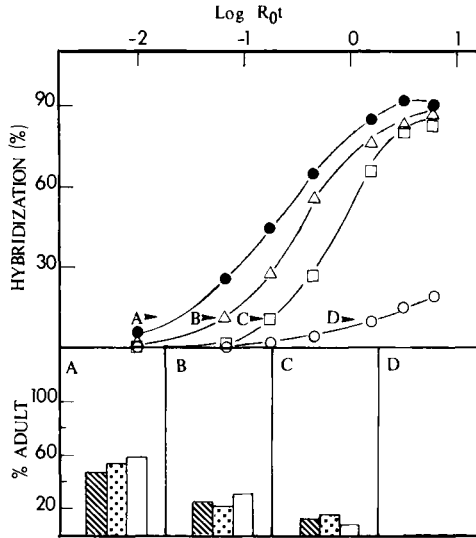 Log R0t
-2 -1 0 1
HYBRIDIZATION (%)
90
60
30
A B C D
A B C D
% ADULT
100
60
20